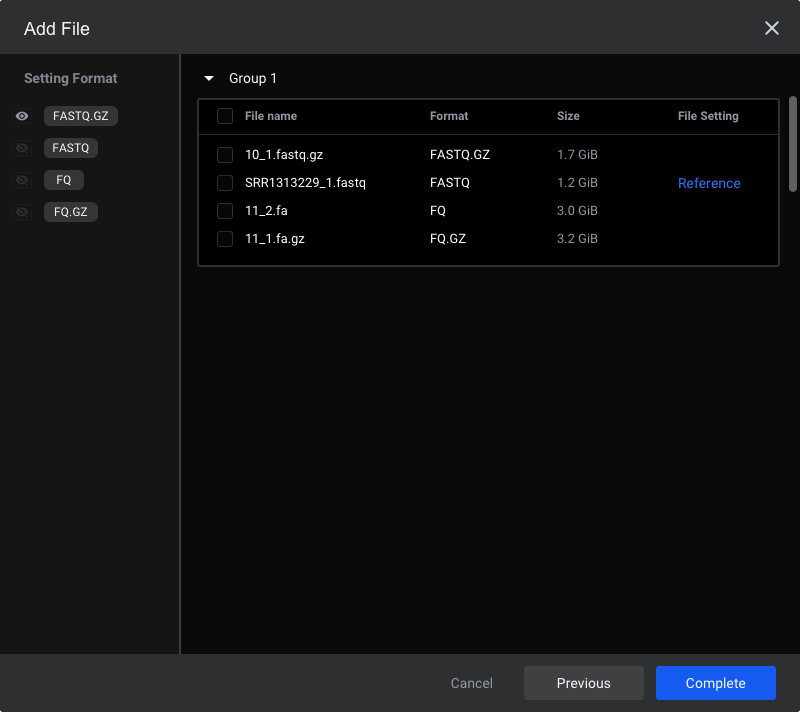 Add File
Setting Format
FASTQ.GZ
FASTQ
FQ
FQ.GZ
Group 1
File name Format Size File Setting
10_1.fastq.gz FASTQ.GZ 1.7 GiB
SRR1313229_1.fastq FASTQ 1.2 GiB Reference
11_2.fa FQ 3.0 GiB
11_1.fa.gz FQ.GZ 3.2 GiB
Cancel Previous Complete